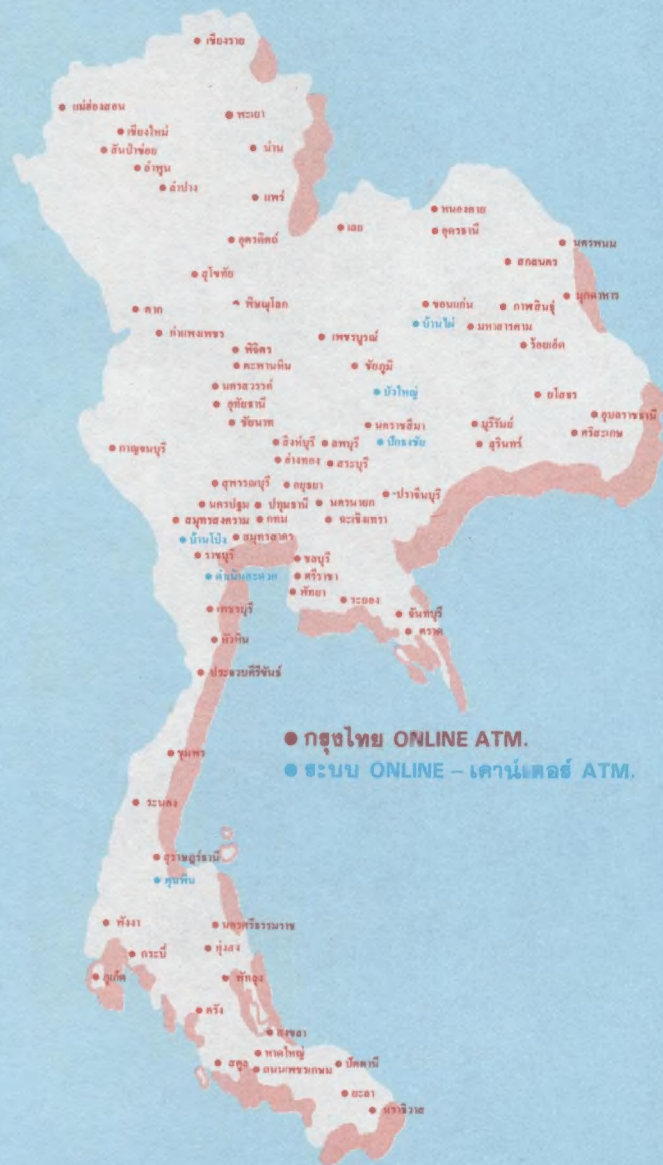 เชียงราย
แม่ฮ่องสอน
พะเยา
เชียงใหม่
สันป่าข่อย
น่าน
ลำพูน
ลำปาง
แพร่
หนองคาย
เลย
อุดรธานี
อุตรดิตถ์
นครพนม
สกลนคร
สุโขทัย
มุกดาหาร
พิษณุโลก
ขอนแก่น
กาฬสินธุ์
ตาก
บ้านไผ่
มหาสารคาม
กำแพงเพชร
เพชรบูรณ์
ร้อยเอ็ด
พิจิตร
ตะพานหิน
ชัยภูมิ
นครสวรรค์
บัวใหญ่
ยโสธร
อุทัยธานี
อุบลราชธานี
ชัยนาท
นครราชสีมา
บุรีรัมย์
ศรีสะเกษ
กาญจนบุรี
สิงห์บุรี
ลพบุรี
ปักธงชัย
สุรินทร์
อ่างทอง
สระบุรี
สุพรรณบุรี
อยุธยา
ปราจีนบุรี
นครปฐม
ปทุมธานี
นครนายก
สมุทรสงคราม
กทม
ฉะเชิงเทรา
บ้านโป่ง
สมุทรสาคร
ราชบุรี
ชลบุรี
ดำเนินสะดวก
ศรีราชา
พัทยา
ระยอง
เพชรบุรี
จันทบุรี
ตราด
หัวหิน
ประจวบคีรีขันธ์
● กรุงไทย ONLINE ATM.
ชุมพร
● ระบบ ONLINE – เคาน์เตอร์ ATM.
ระนอง
สุราษฎร์ธานี
พุนพิน
พังงา
นครศรีธรรมราช
ทุ่งสง
กระบี่
ภูเก็ต
พัทลุง
ตรัง
สงขลา
หาดใหญ่
สตูล
ถนนเพชรเกษม
ปัตตานี
ยะลา
นราธิวาส